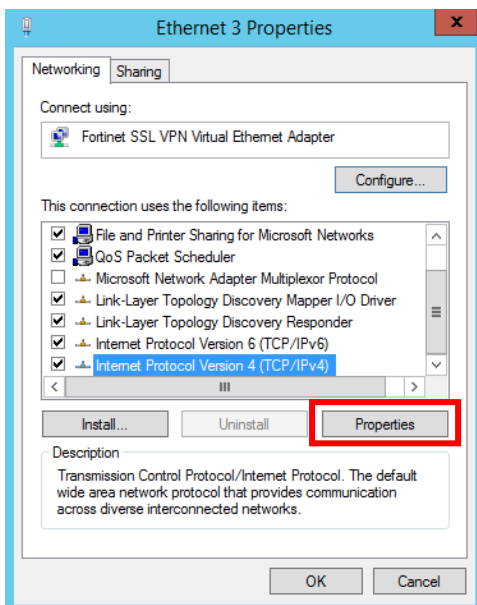 Ethernet 3 Properties
x
Networking Sharing
Connect using:
Fortinet SSL VPN Virtual Ethernet Adapter
Configure...
This connection uses the following items:
File and Printer Sharing for Microsoft Networks
QoS Packet Scheduler
Microsoft Network Adapter Multiplexor Protocol
Link-Layer Topology Discovery Mapper I/O Driver
Link-Layer Topology Discovery Responder
Internet Protocol Version 6 (TCP/IPv6)
Internet Protocol Version 4 (TCP/IPv4)
Install... Uninstall Properties
Description
Transmission Control Protocol/Internet Protocol. The default
wide area network protocol that provides communication
across diverse interconnected networks.
OK Cancel